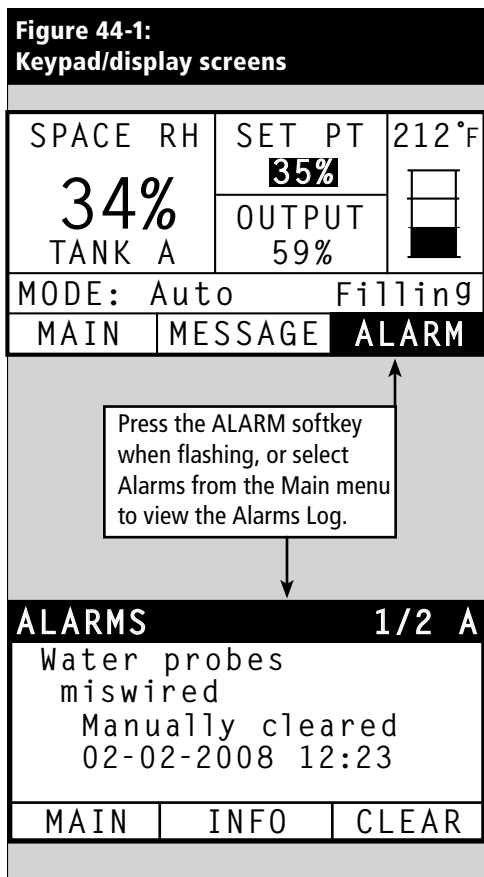 Figure 44-1:
Keypad/display screens
SPACE RH
34%
TANK A
SET PT
35%
OUTPUT
59%
212°F
MODE: Auto Filling
MAIN MESSAGE ALARM
Press the ALARM softkey
when flashing, or select
Alarms from the Main menu
to view the Alarms Log.
ALARMS 1/2 A
Water probes
miswired
Manually cleared
02-02-2008 12:23
MAIN INFO CLEAR